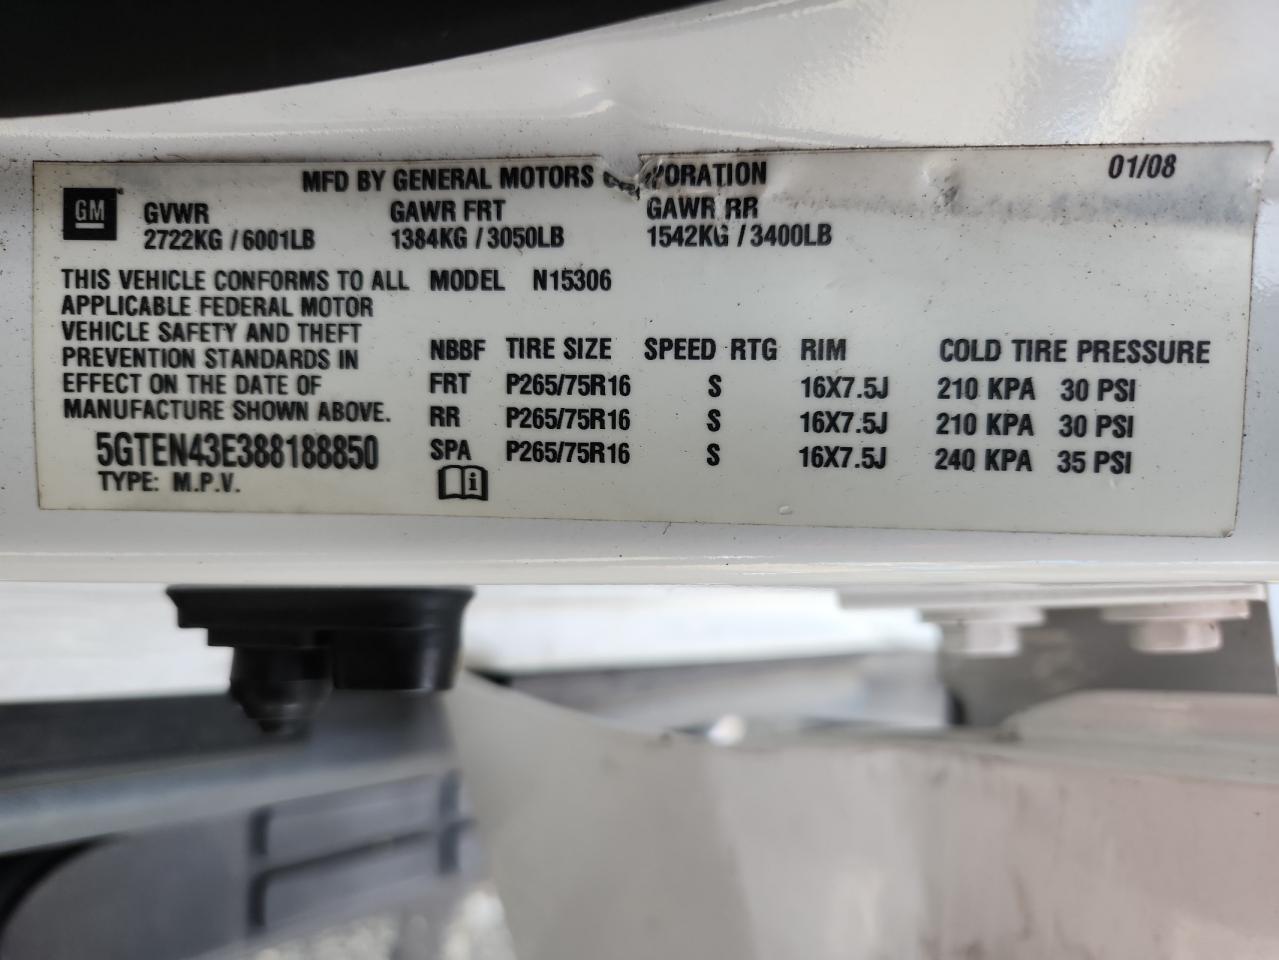 MFD BY GENERAL MOTORS CORPORATION 01/08
GM
GVWR GAWR FRT GAWR RR
2722KG / 6001LB 1384KG / 3050LB 1542KG / 3400LB
THIS VEHICLE CONFORMS TO ALL
APPLICABLE FEDERAL MOTOR
VEHICLE SAFETY AND THEFT
PREVENTION STANDARDS IN
EFFECT ON THE DATE OF
MANUFACTURE SHOWN ABOVE.
5GTEN43E388188850
TYPE: M.P.V.
MODEL N15306
NBBF TIRE SIZE SPEED RTG RIM COLD TIRE PRESSURE
FRT P265/75R16 S 16X7.5J 210 KPA 30 PSI
RR P265/75R16 S 16X7.5J 210 KPA 30 PSI
SPA P265/75R16 S 16X7.5J 240 KPA 35 PSI
i